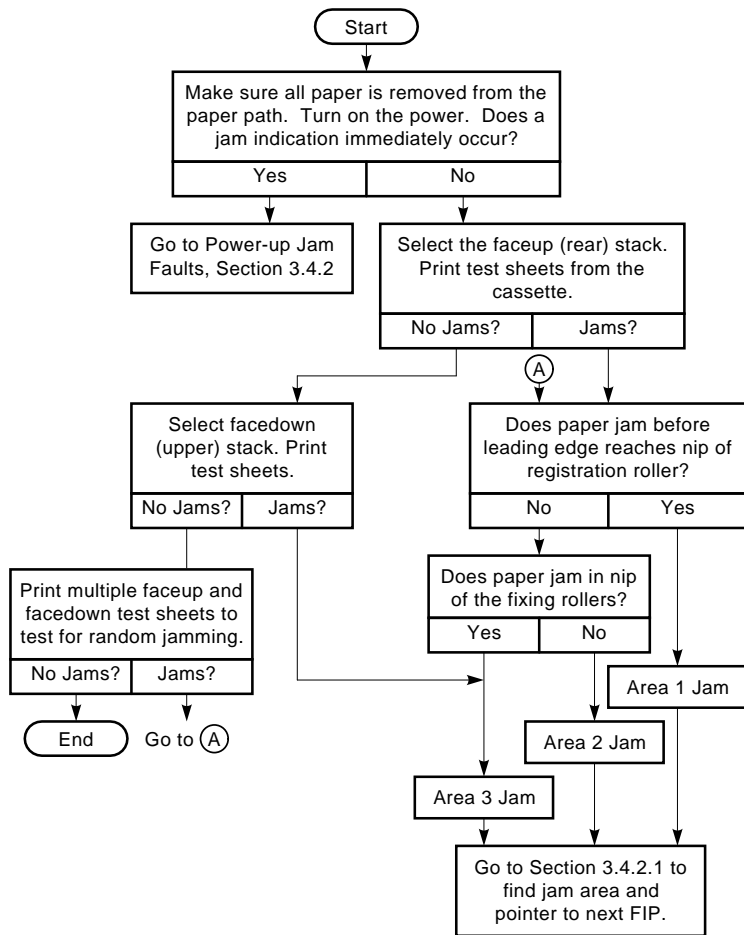 Start
Make sure all paper is removed from the
paper path. Turn on the power. Does a
jam indication immediately occur?
Yes
No
Go to Power-up Jam
Faults, Section 3.4.2
Select the faceup (rear) stack.
Print test sheets from the
cassette.
No Jams?
Jams?
A
Select facedown
(upper) stack. Print
test sheets.
No Jams?
Jams?
Does paper jam before
leading edge reaches nip of
registration roller?
No
Yes
Print multiple faceup and
facedown test sheets to
test for random jamming.
No Jams?
Jams?
Does paper jam in nip
of the fixing rollers?
Yes
No
End
Go to A
Area 1 Jam
Area 2 Jam
Area 3 Jam
Go to Section 3.4.2.1 to
find jam area and
pointer to next FIP.